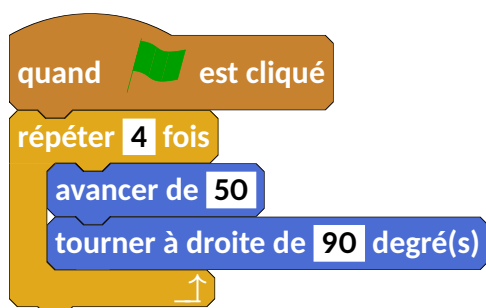 quand est cliqué
répéter 4 fois
avancer de 50
tourner à droite de 90 degré(s)